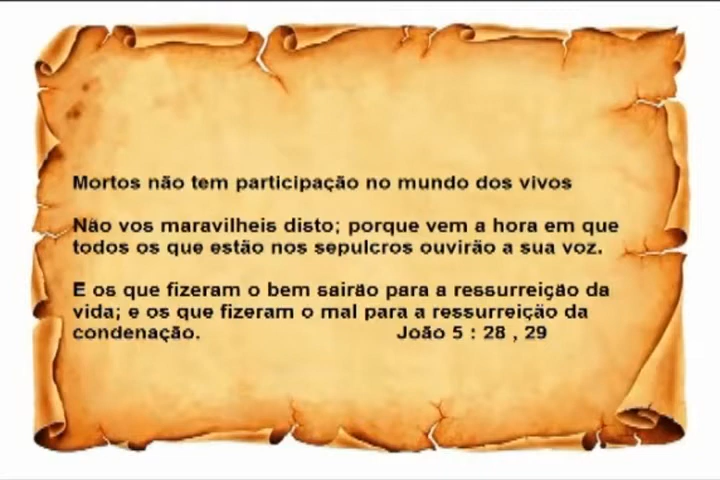 Mortos não tem participação no mundo dos vivos
Não vos maravilheis disto; porque vem a hora em que
todos os que estão nos sepulcros ouvirão a sua voz.
E os que fizeram o bem sairão para a ressurreição da
vida; e os que fizeram o mal para a ressurreição da
condenação. João 5 : 28 , 29